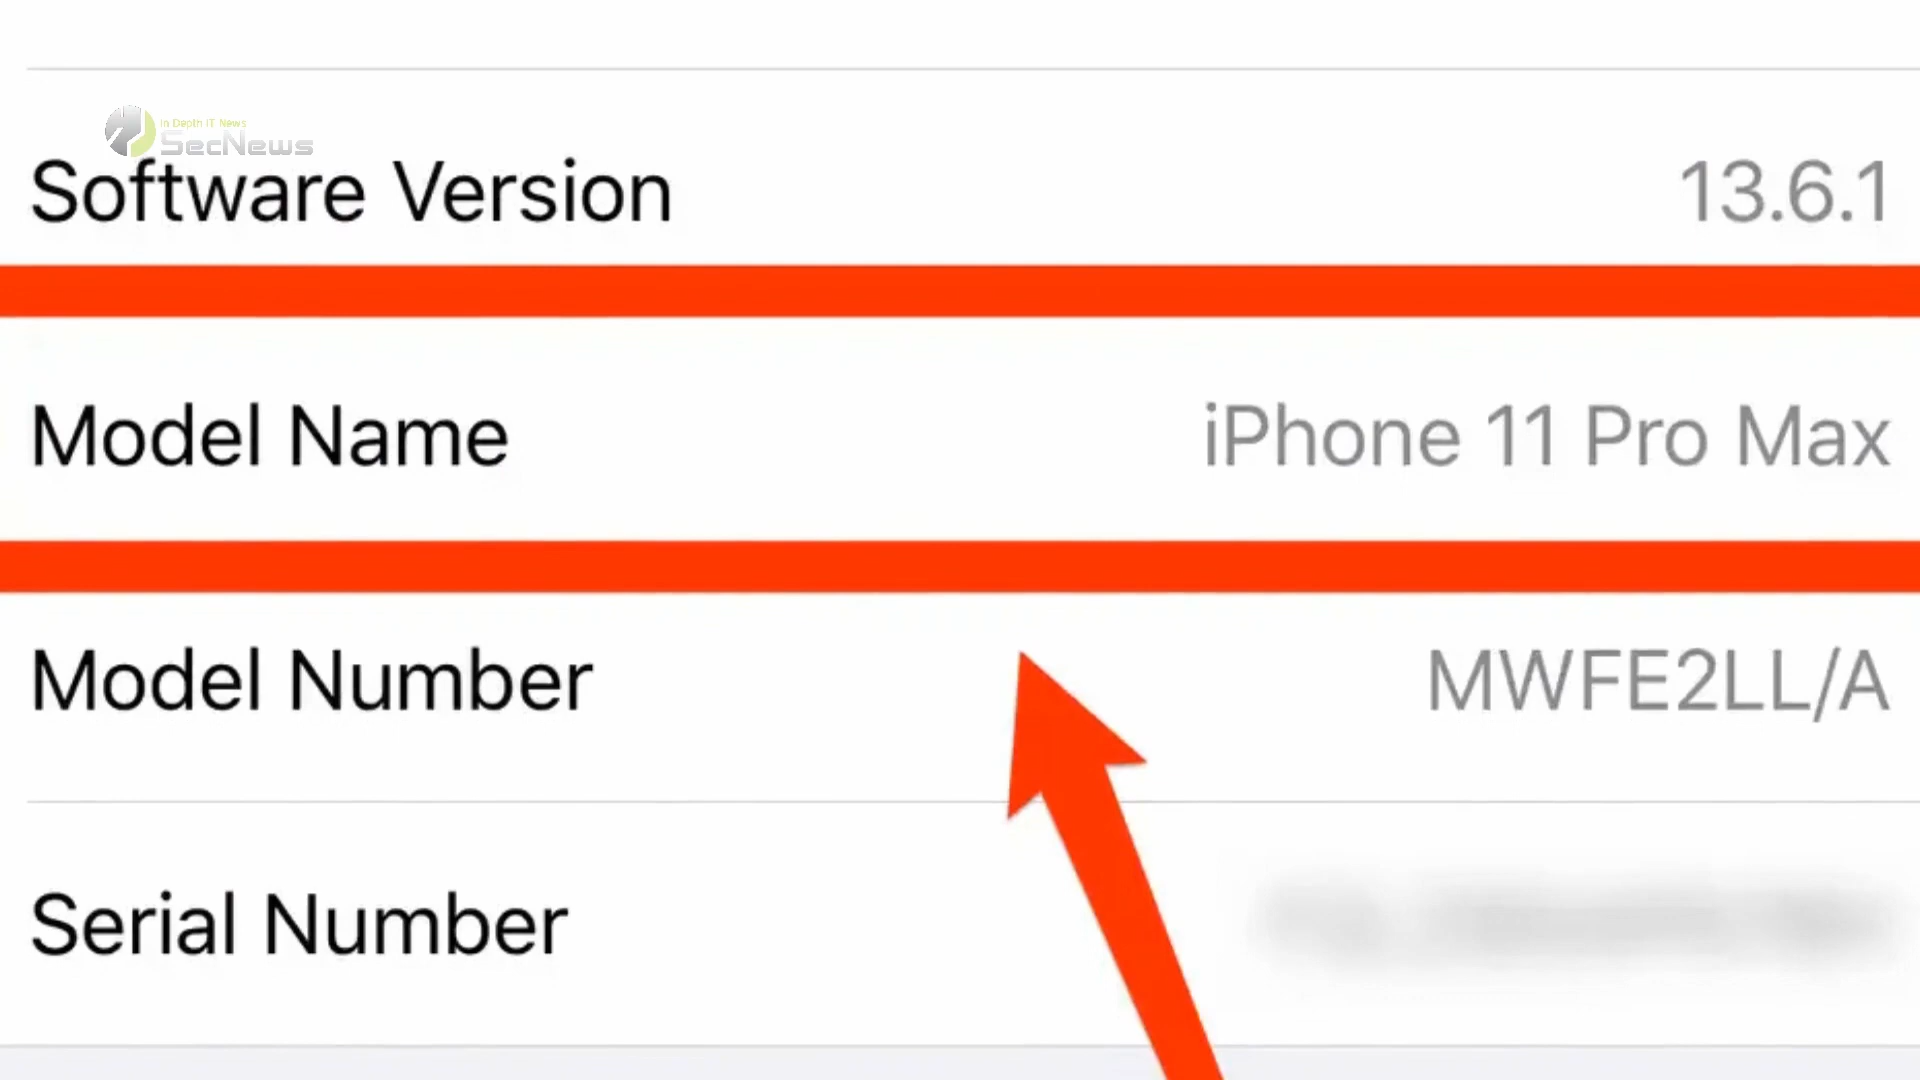 In Depth IT News
SecNews
Software Version 13.6.1
Model Name iPhone 11 Pro Max
Model Number MWFE2LL/A
Serial Number